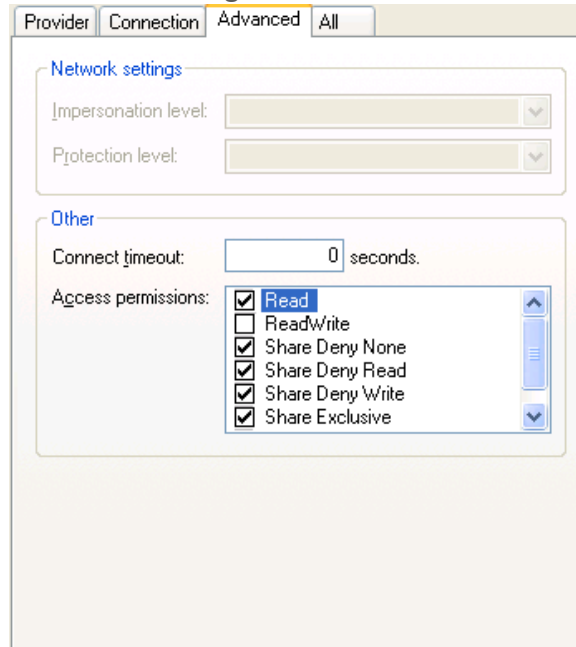 Provider Connection Advanced All
Network settings
Impersonation level:
Protection level:
Other
Connect timeout: 0 seconds.
Access permissions: Read
ReadWrite
Share Deny None
Share Deny Read
Share Deny Write
Share Exclusive